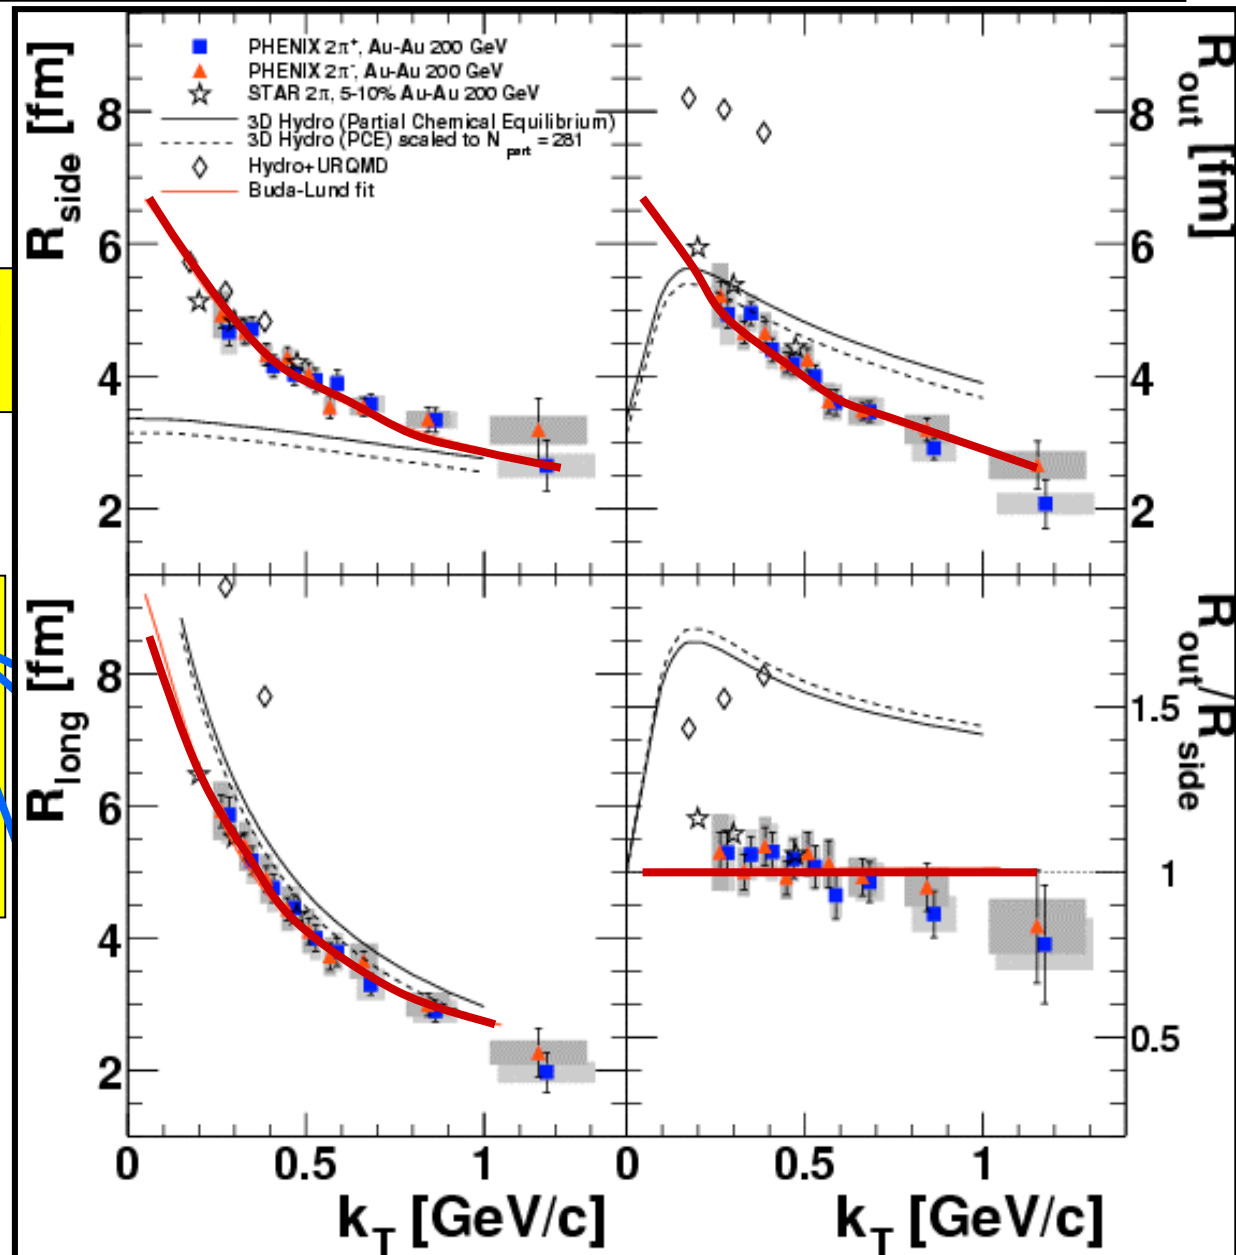 PHENIX 2π⁺, Au-Au 200 GeV
PHENIX 2π⁻, Au-Au 200 GeV
STAR 2π, 5-10% Au-Au 200 GeV
3D Hydro (Partial Chemical Equilibrium)
3D Hydro (PCE) scaled to N_part = 281
Hydro+URQMD
Buda-Lund fit
R_side [fm]
8
6
4
2
R_out [fm]
8
6
4
2
R_long [fm]
8
6
4
2
R_out/R_side
1.5
1
0.5
0 0.5 1
0 0.5 1
k_T [GeV/c]
k_T [GeV/c]